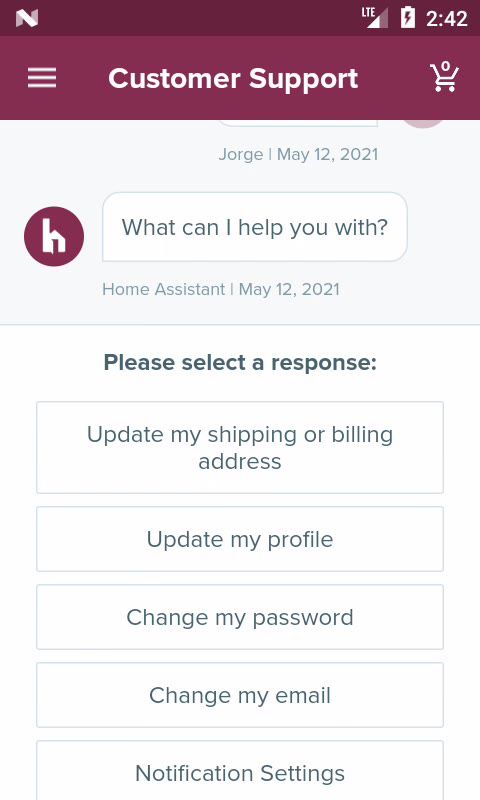 LTE
2:42
Customer Support
0
Jorge | May 12, 2021
What can I help you with?
h
Home Assistant | May 12, 2021
Please select a response:
Update my shipping or billing
address
Update my profile
Change my password
Change my email
Notification Settings